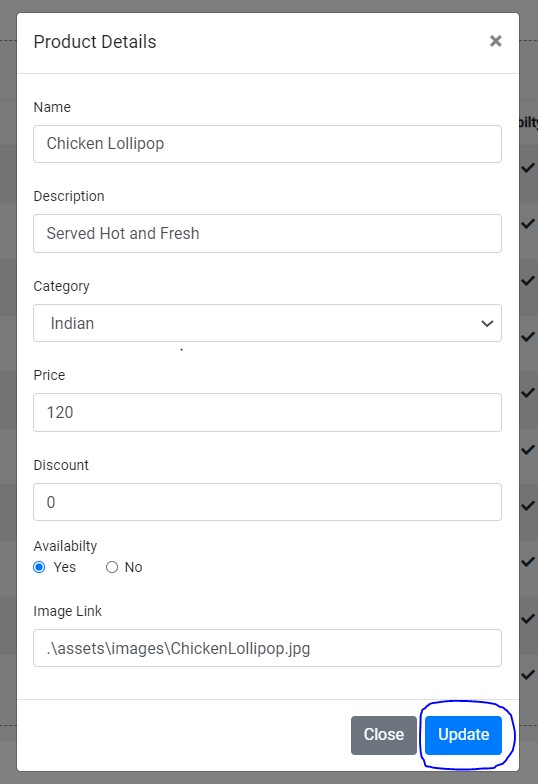 Product Details
×
Name
Chicken Lollipop
Description
Served Hot and Fresh
Category
Indian
Price
120
Discount
0
Availabilty
Yes No
Image Link
.\assets\images\ChickenLollipop.jpg
Close Update